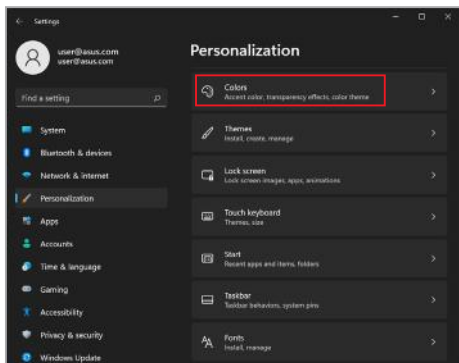 Settings
user@asus.com
user@asus.com
Find a setting
System
Bluetooth & devices
Network & internet
Personalization
Apps
Accounts
Time & language
Gaming
Accessibility
Privacy & security
Windows Update
Personalization
Colors
Accent color, transparency effects, color theme
Themes
Install, create, manage
Lock screen
Lock screen images, apps, animations
Touch keyboard
Themes, size
Start
Recent apps and items, folders
Taskbar
Taskbar behaviors, system pins
Fonts
Install, manage